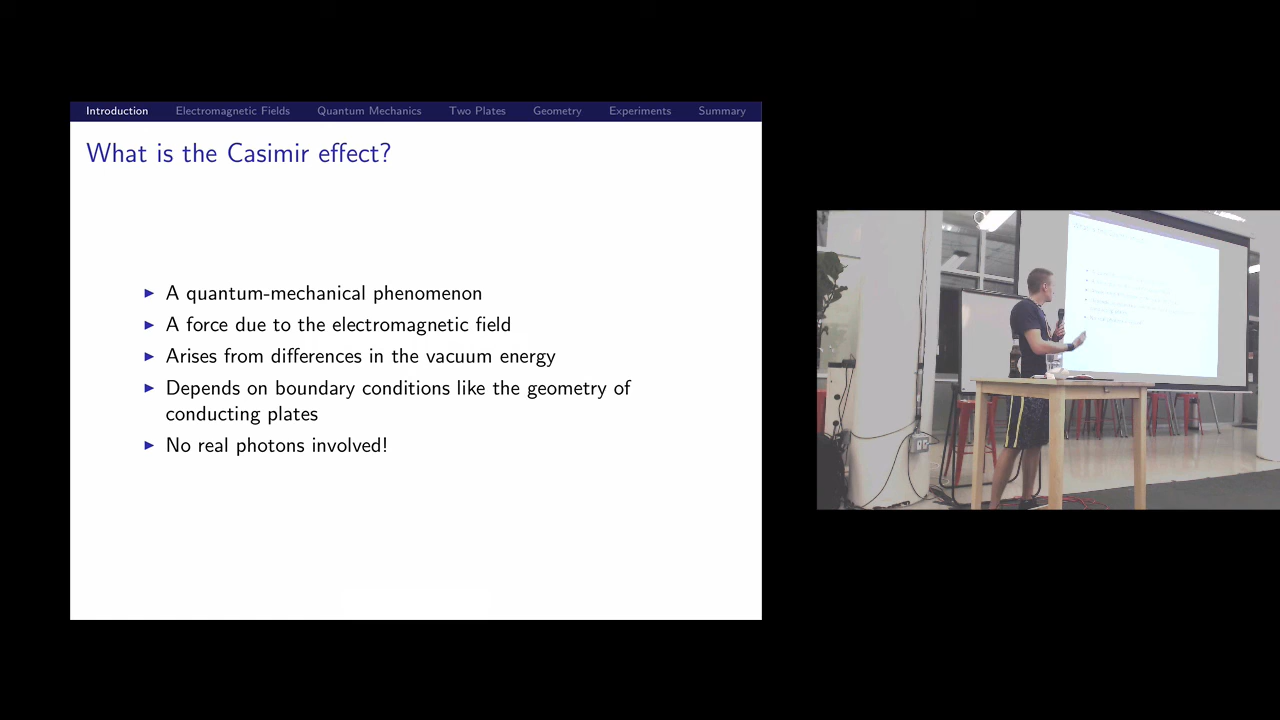 Introduction Electromagnetic Fields Quantum Mechanics Two Plates Geometry Experiments Summary
What is the Casimir effect?
A quantum-mechanical phenomenon
A force due to the electromagnetic field
Arises from differences in the vacuum energy
Depends on boundary conditions like the geometry of
conducting plates
No real photons involved!